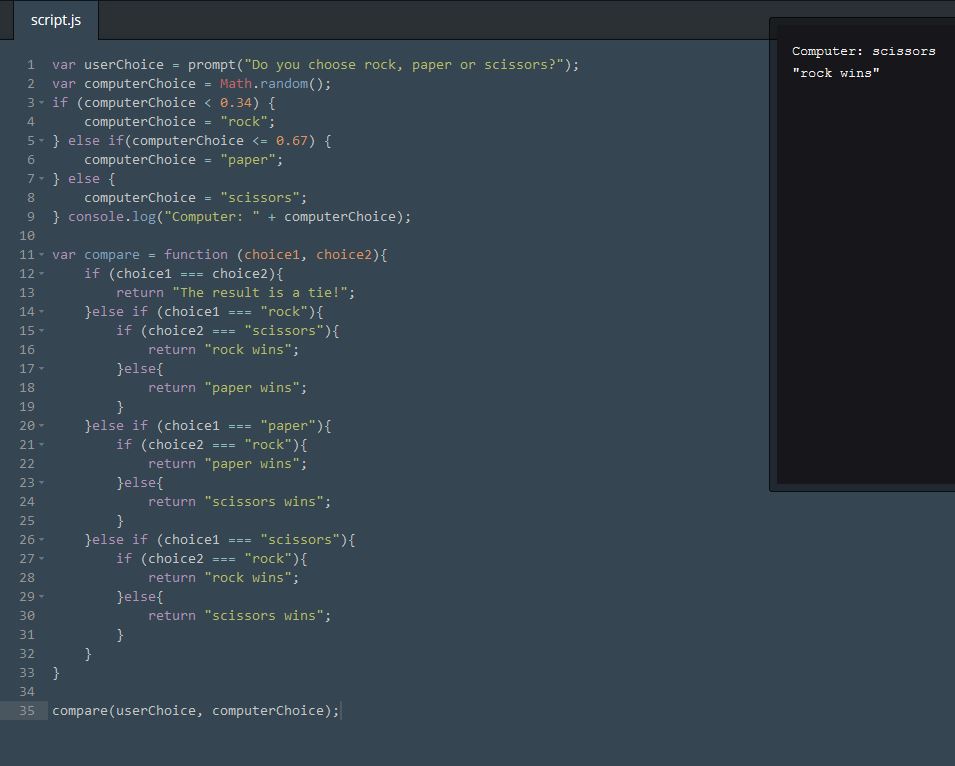 script.js
1 var userChoice = prompt("Do you choose rock, paper or scissors?");
2 var computerChoice = Math.random();
3 if (computerChoice < 0.34) {
4     computerChoice = "rock";
5 } else if(computerChoice <= 0.67) {
6     computerChoice = "paper";
7 } else {
8     computerChoice = "scissors";
9 } console.log("Computer: " + computerChoice);
10
11 var compare = function (choice1, choice2){
12     if (choice1 === choice2){
13         return "The result is a tie!";
14     }else if (choice1 === "rock"){
15         if (choice2 === "scissors"){
16             return "rock wins";
17         }else{
18             return "paper wins";
19         }
20     }else if (choice1 === "paper"){
21         if (choice2 === "rock"){
22             return "paper wins";
23         }else{
24             return "scissors wins";
25         }
26     }else if (choice1 === "scissors"){
27         if (choice2 === "rock"){
28             return "rock wins";
29         }else{
30             return "scissors wins";
31         }
32     }
33 }
34
35 compare(userChoice, computerChoice);
Computer: scissors
"rock wins"